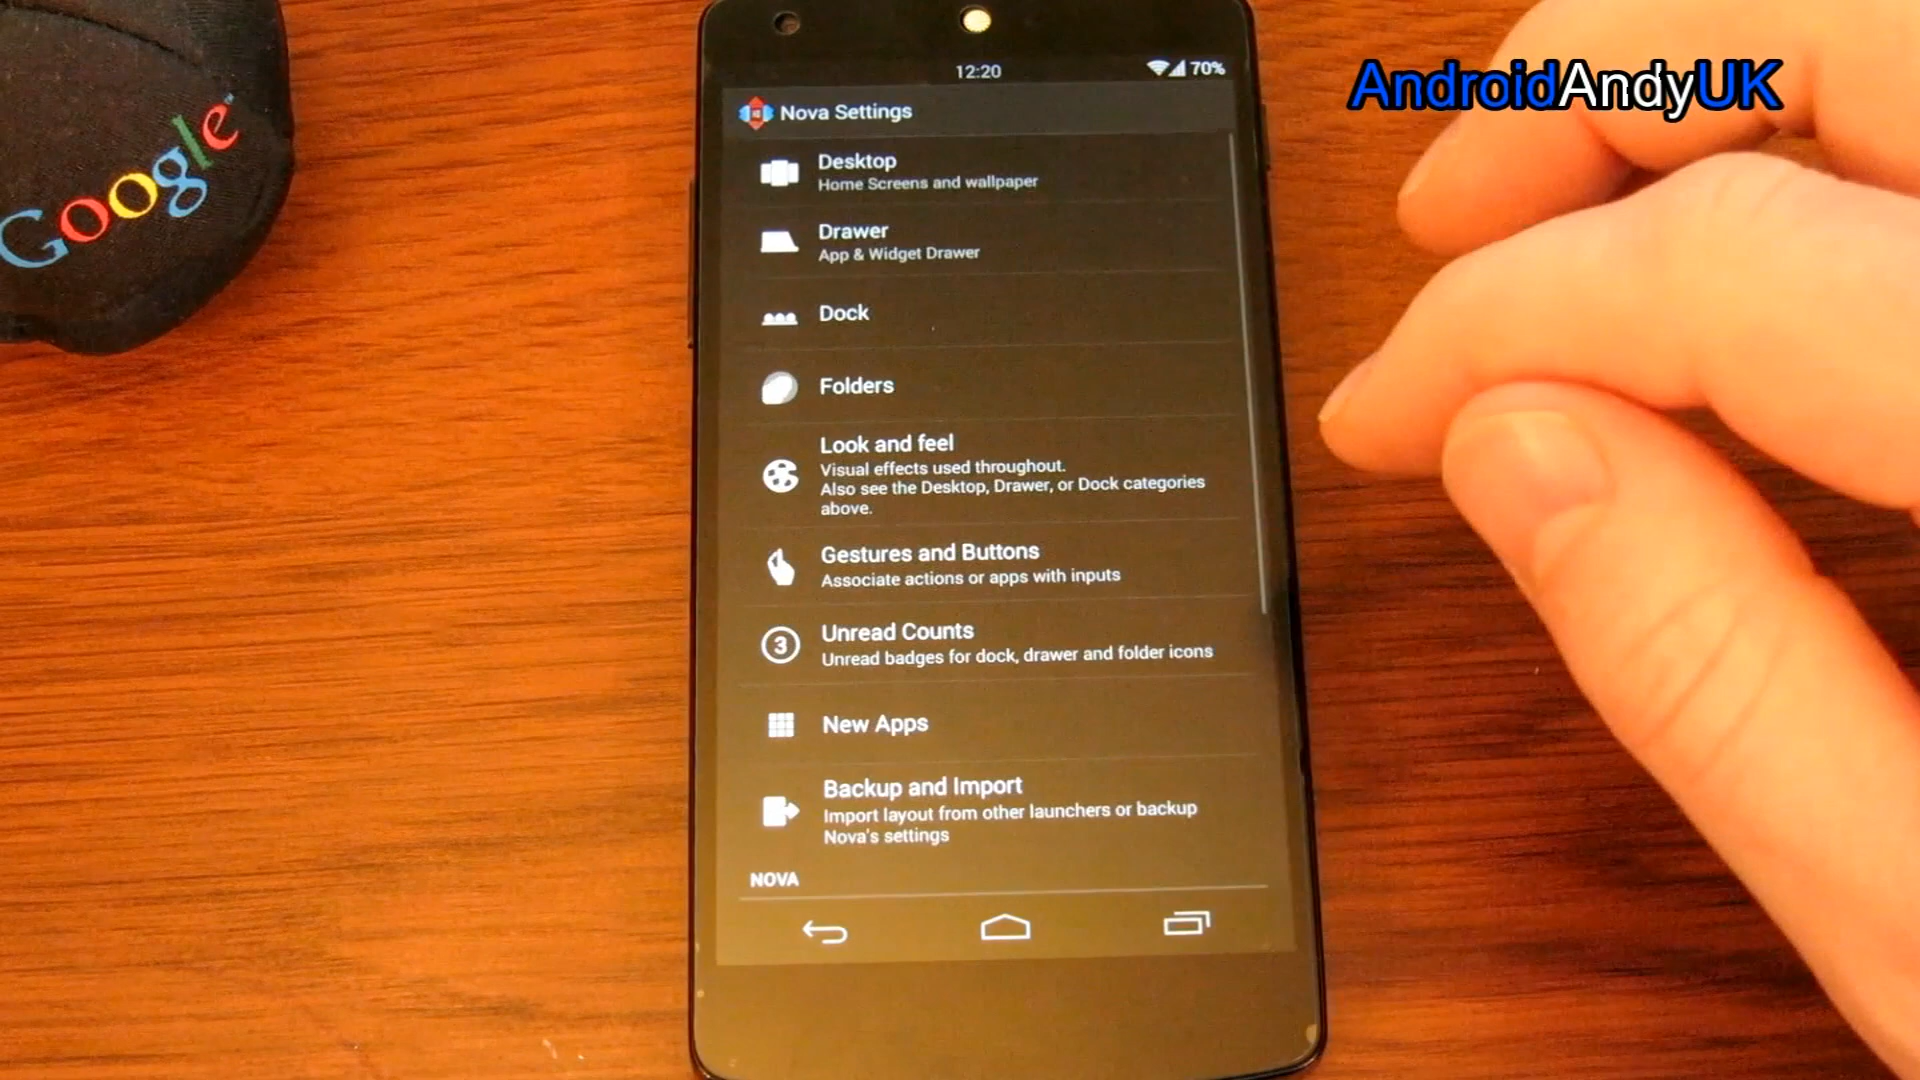 12:20
70%
AndroidAndyUK
Google
Nova Settings
Desktop
Home Screens and wallpaper
Drawer
App & Widget Drawer
Dock
Folders
Look and feel
Visual effects used throughout.
Also see the Desktop, Drawer, or Dock categories
above.
Gestures and Buttons
Associate actions or apps with inputs
3
Unread Counts
Unread badges for dock, drawer and folder icons
New Apps
Backup and Import
Import layout from other launchers or backup
Nova's settings
NOVA